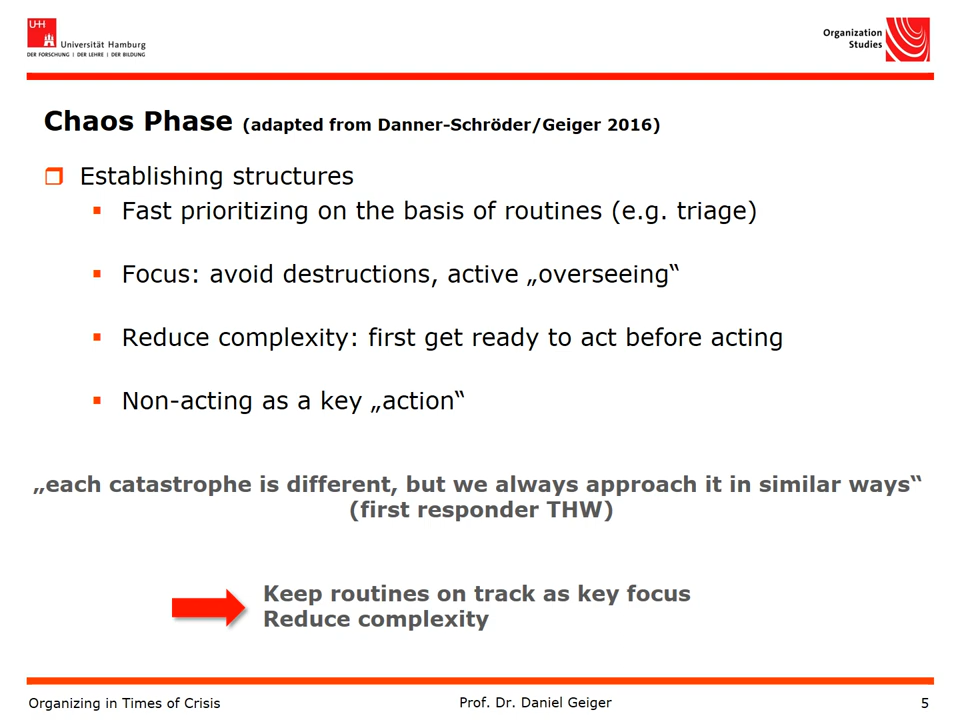 UHH
Universität Hamburg
DER FORSCHUNG | DER LEHRE | DER BILDUNG
Organization
Studies
Chaos Phase (adapted from Danner-Schröder/Geiger 2016)
Establishing structures
Fast prioritizing on the basis of routines (e.g. triage)
Focus: avoid destructions, active „overseeing“
Reduce complexity: first get ready to act before acting
Non-acting as a key „action“
„each catastrophe is different, but we always approach it in similar ways“
(first responder THW)
Keep routines on track as key focus
Reduce complexity
Organizing in Times of Crisis
Prof. Dr. Daniel Geiger
5